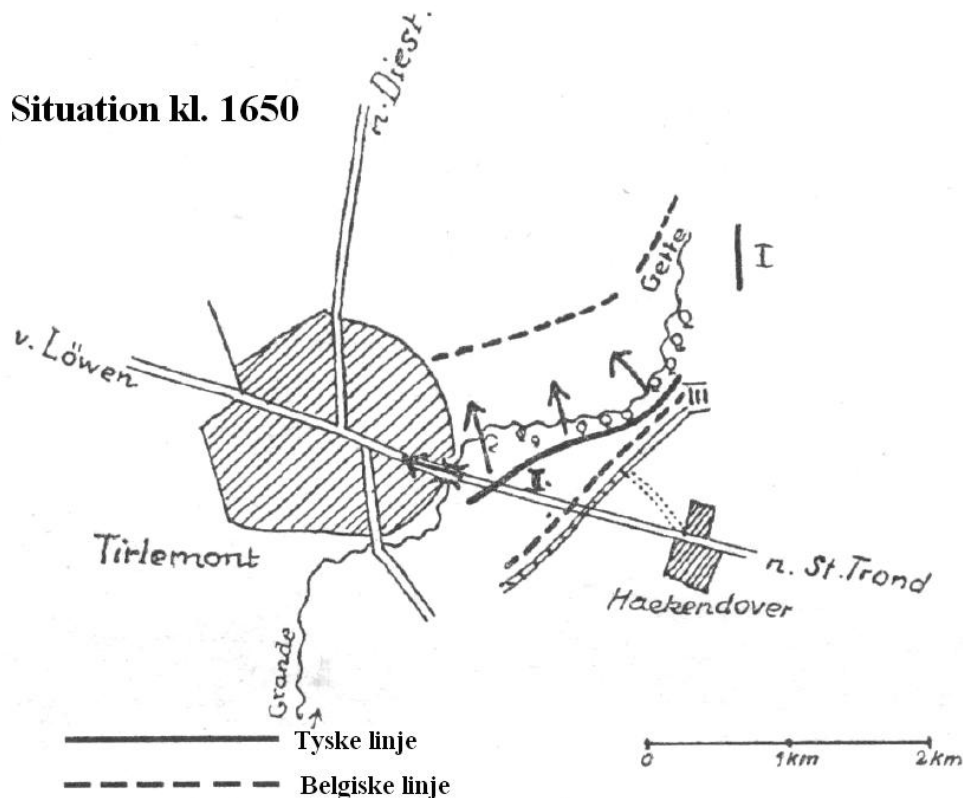 Situation kl. 1650
n. Diest.
v. Löwen
Gette
I
III
II.
Tirlemont
n. St. Trond
Haekendover
Grande
Tyske linje
Belgiske linje
0 1km 2km